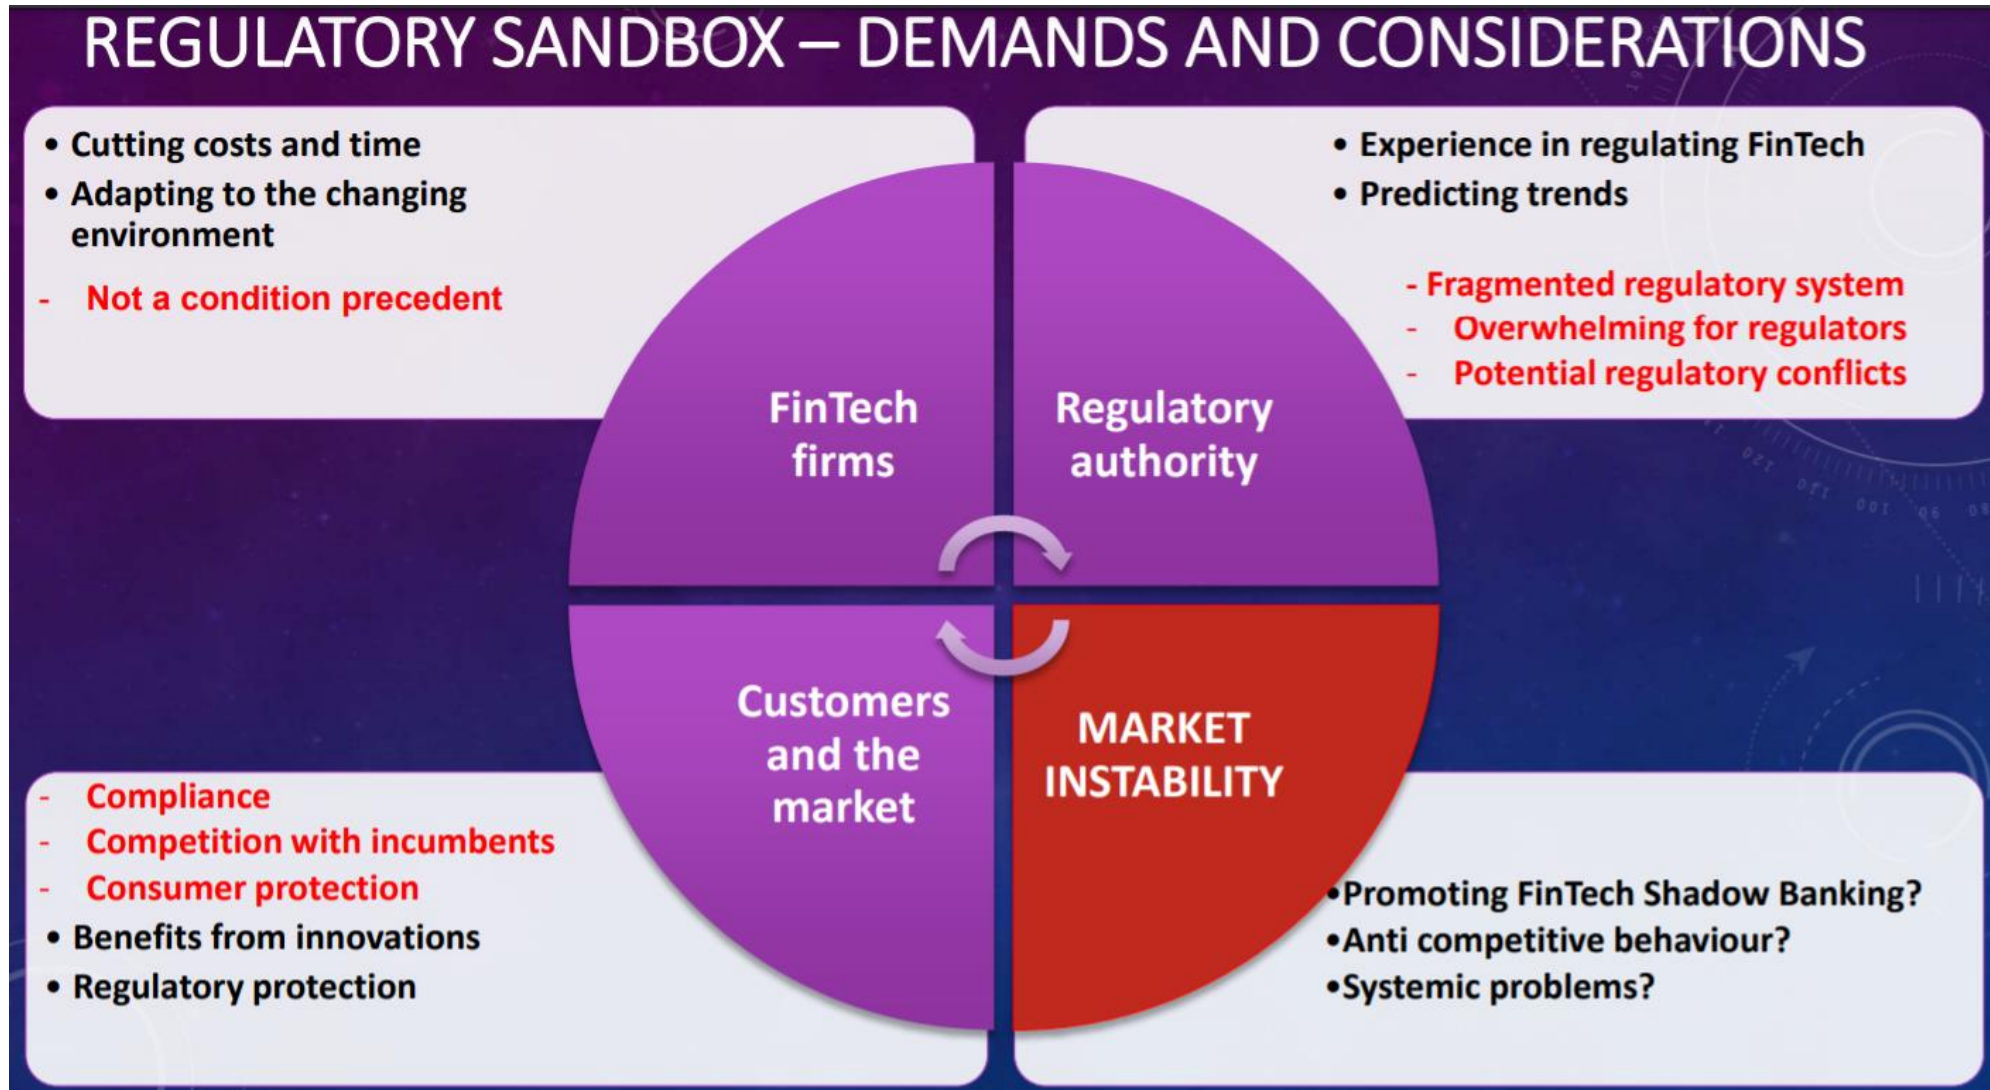 REGULATORY SANDBOX – DEMANDS AND CONSIDERATIONS
• Cutting costs and time
• Adapting to the changing
environment
- Not a condition precedent
• Experience in regulating FinTech
• Predicting trends
- Fragmented regulatory system
- Overwhelming for regulators
- Potential regulatory conflicts
FinTech
firms
Regulatory
authority
Customers
and the
market
MARKET
INSTABILITY
- Compliance
- Competition with incumbents
- Consumer protection
• Benefits from innovations
• Regulatory protection
•Promoting FinTech Shadow Banking?
•Anti competitive behaviour?
•Systemic problems?